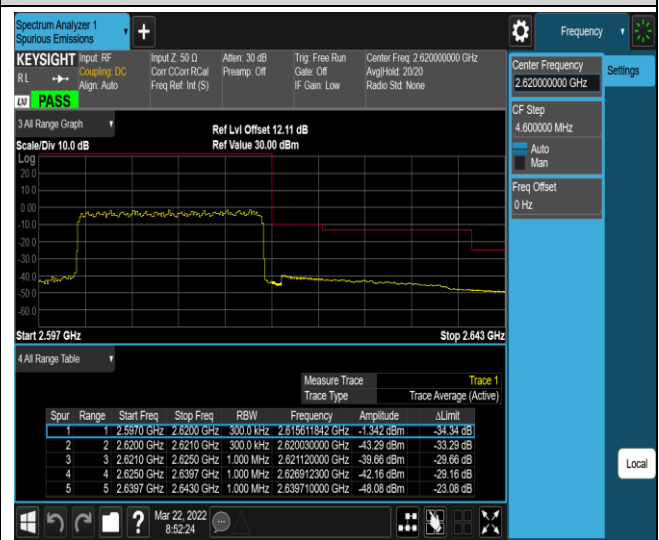 Spectrum Analyzer 1
Spurious Emissions
+
Frequency
KEYSIGHT Input: RF Input Z: 50 Ω Atten: 30 dB Trig: Free Run Center Freq: 2.620000000 GHz
RL Coupling: DC Corr CCorr RCal Preamp: Off Gate: Off Avg|Hold: 20/20
Align: Auto Freq Ref: Int (S) IF Gain: Low Radio Std: None
PASS
Center Frequency
2.620000000 GHz
Settings
CF Step
4.600000 MHz
Auto
Man
Freq Offset
0 Hz
3 All Range Graph
Ref Lvl Offset 12.11 dB
Scale/Div 10.0 dB Ref Value 30.00 dBm
Log
20.0
10.0
0.00
-10.0
-20.0
-30.0
-40.0
-50.0
-60.0
Start 2.597 GHz Stop 2.643 GHz
4 All Range Table
Measure Trace Trace 1
Trace Type Trace Average (Active)
Spur Range Start Freq Stop Freq RBW Frequency Amplitude ΔLimit
1 1 2.5970 GHz 2.6200 GHz 300.0 kHz 2.615611842 GHz -1.342 dBm -34.34 dB
2 2 2.6200 GHz 2.6210 GHz 300.0 kHz 2.620030000 GHz -43.29 dBm -33.29 dB
3 3 2.6210 GHz 2.6250 GHz 1.000 MHz 2.621120000 GHz -39.66 dBm -29.66 dB
4 4 2.6250 GHz 2.6397 GHz 1.000 MHz 2.626912300 GHz -42.16 dBm -29.16 dB
5 5 2.6397 GHz 2.6430 GHz 1.000 MHz 2.639710000 GHz -48.08 dBm -23.08 dB
Local
? Mar 22, 2022
8:52:24